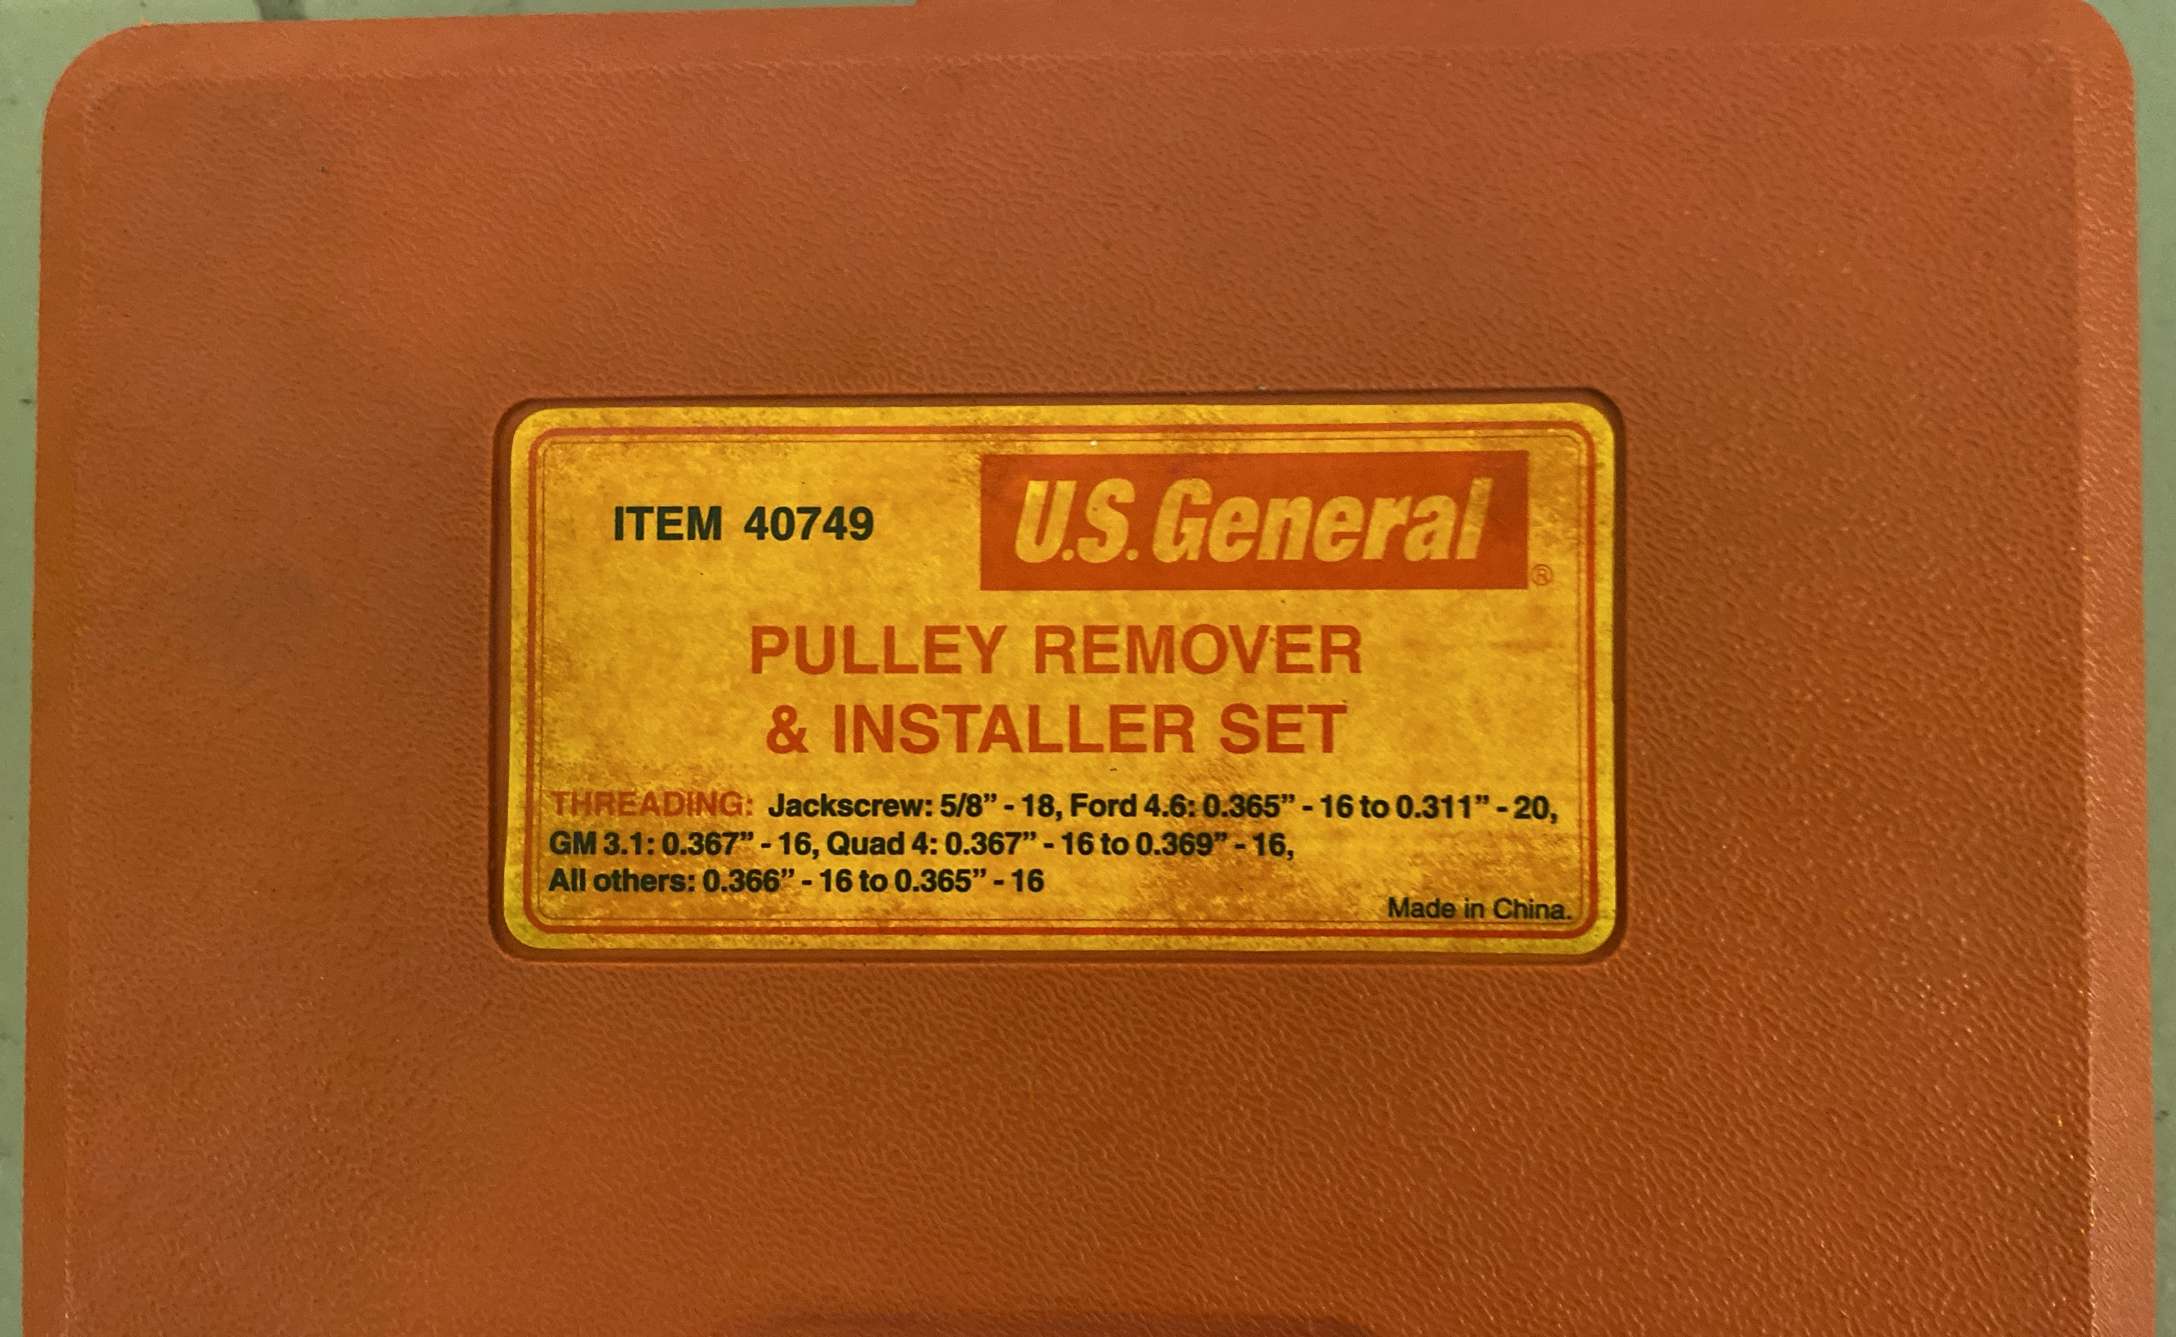 ITEM 40749
U.S. General ®
PULLEY REMOVER
& INSTALLER SET
THREADING: Jackscrew: 5/8” - 18, Ford 4.6: 0.365” - 16 to 0.311” - 20,
GM 3.1: 0.367” - 16, Quad 4: 0.367” - 16 to 0.369” - 16,
All others: 0.366” - 16 to 0.365” - 16
Made in China.